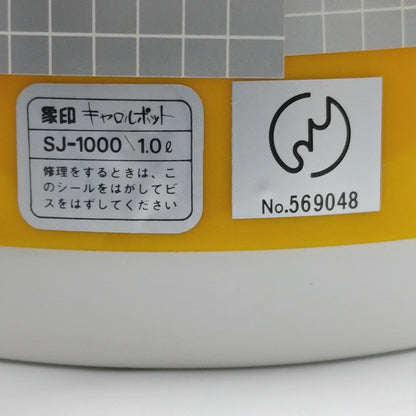 象印 キャロルポット
SJ-1000 \ 1.0ℓ
修理をするときは、こ
のシールをはがしてビ
スをはずしてください
No.569048